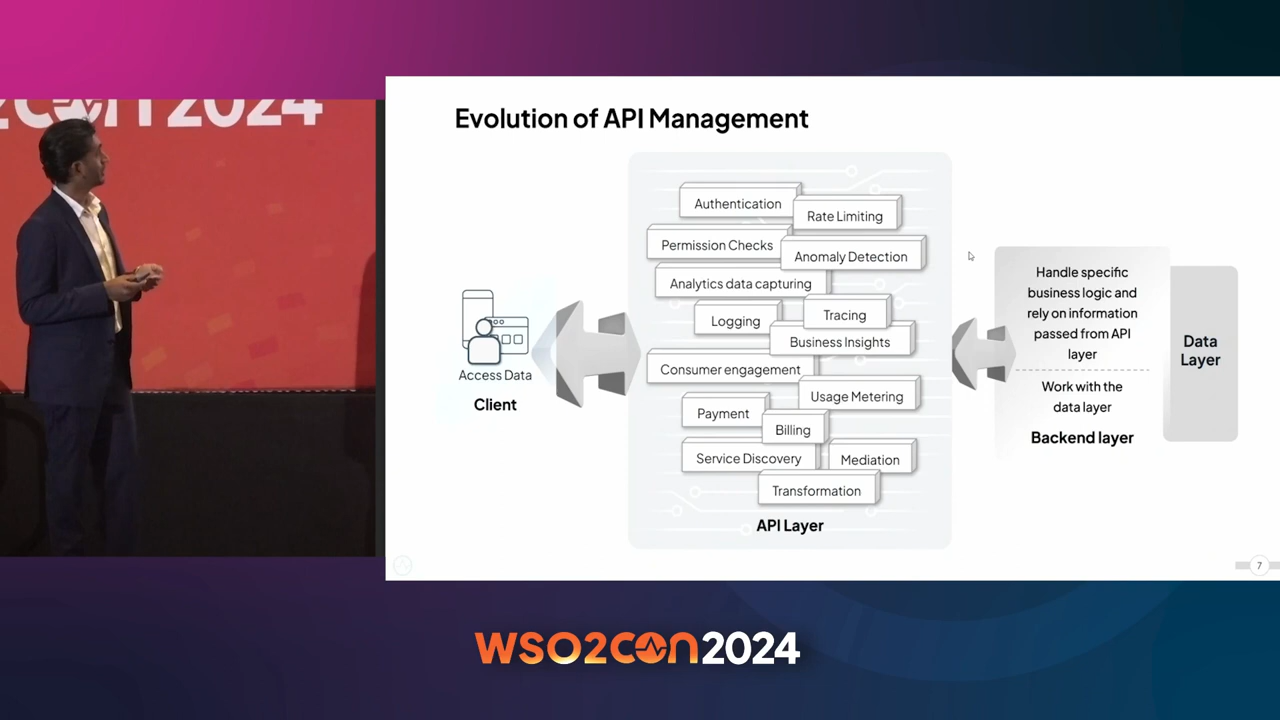 2CON 2024
Evolution of API Management
Authentication
Rate Limiting
Permission Checks
Anomaly Detection
Analytics data capturing
Logging
Tracing
Business Insights
Consumer engagement
Usage Metering
Payment
Billing
Service Discovery
Mediation
Transformation
API Layer
Access Data
Client
Handle specific
business logic and
rely on information
passed from API
layer
Work with the
data layer
Backend layer
Data
Layer
7
WSO2CON2024